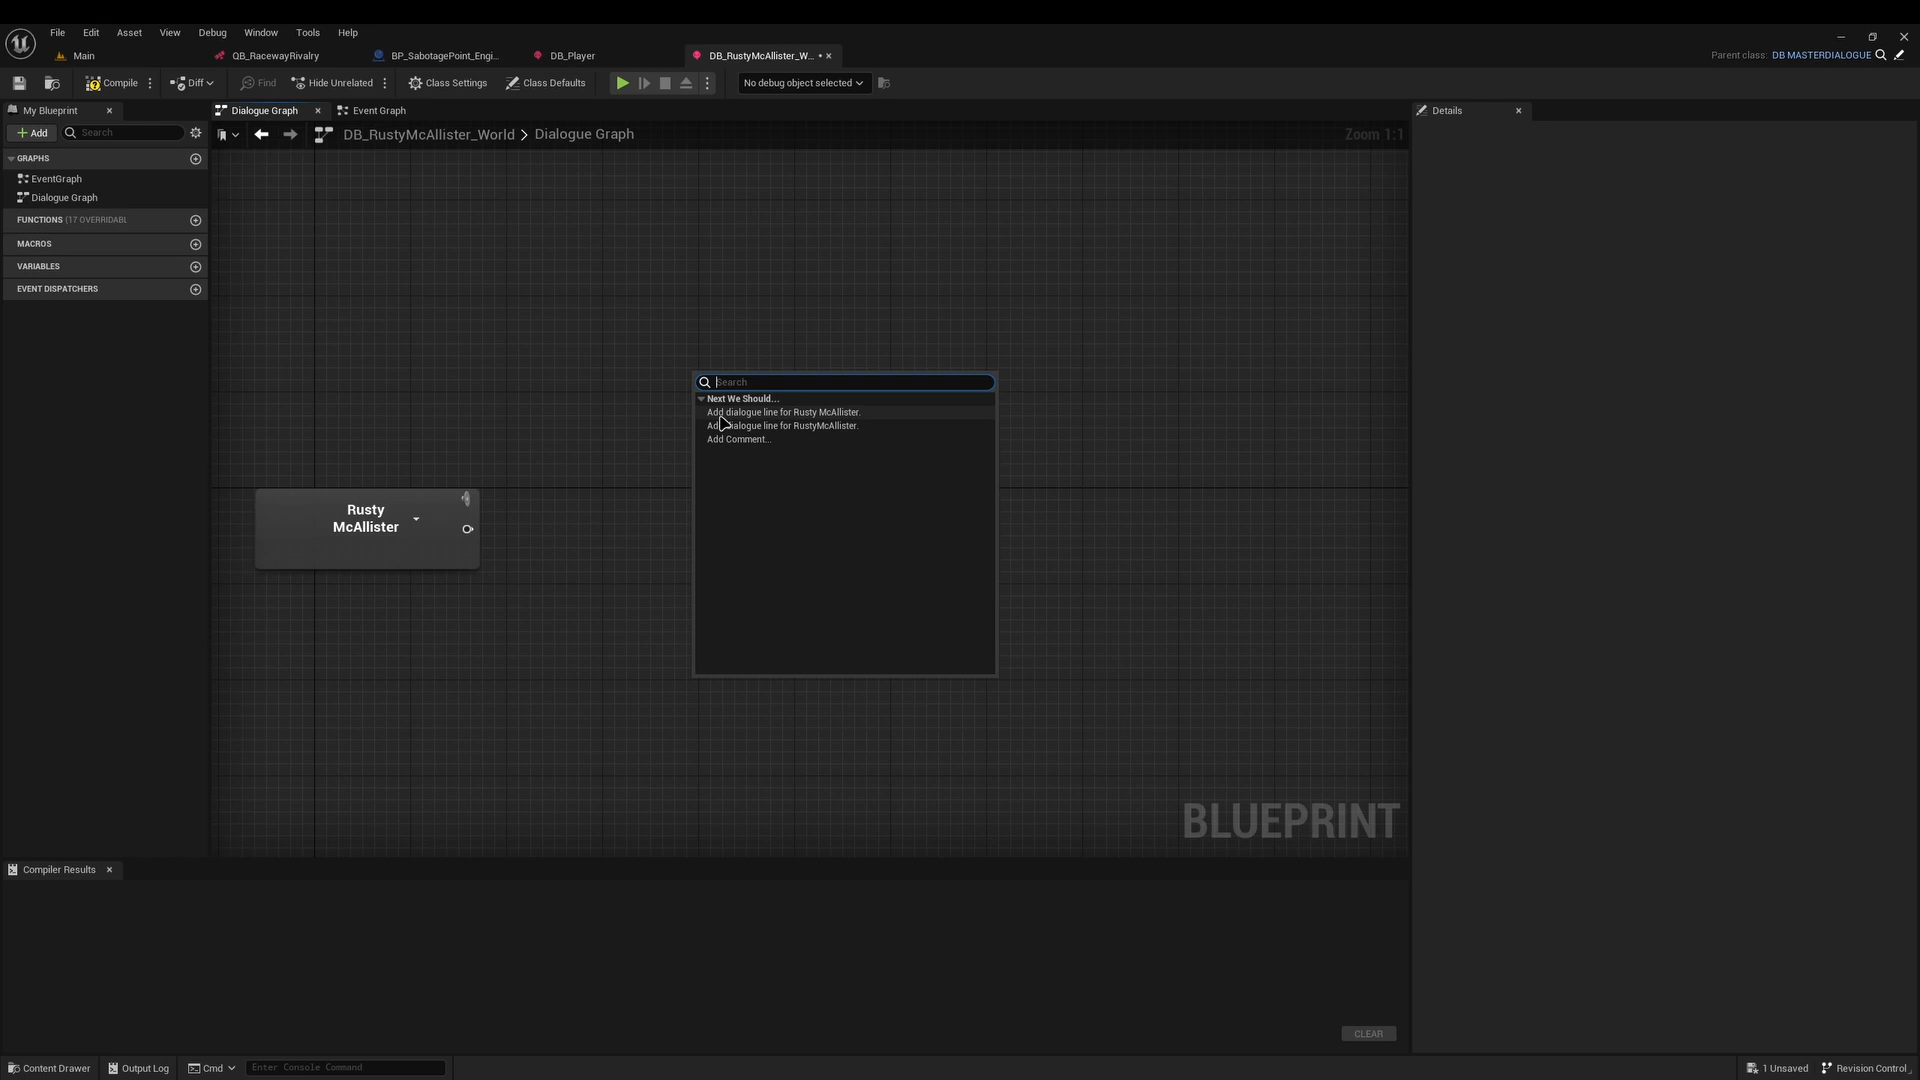 File Edit Asset View Debug Window Tools Help
Main QB_RacewayRivalry BP_SabotagePoint_Engi... DB_Player DB_RustyMcAllister_W... • × Parent class: DB MASTERDIALOGUE
Compile Diff Find Hide Unrelated Class Settings Class Defaults No debug object selected
My Blueprint Dialogue Graph Event Graph Details
Add Search DB_RustyMcAllister_World > Dialogue Graph Zoom 1:1
GRAPHS
EventGraph
Dialogue Graph
FUNCTIONS (17 OVERRIDABL
MACROS
VARIABLES
EVENT DISPATCHERS
Search
Next We Should...
Add dialogue line for Rusty McAllister.
dialogue line for RustyMcAllister.
Add Comment...
Rusty
McAllister
BLUEPRINT
Compiler Results
CLEAR
Content Drawer Output Log Cmd Enter Console Command 1 Unsaved Revision Control